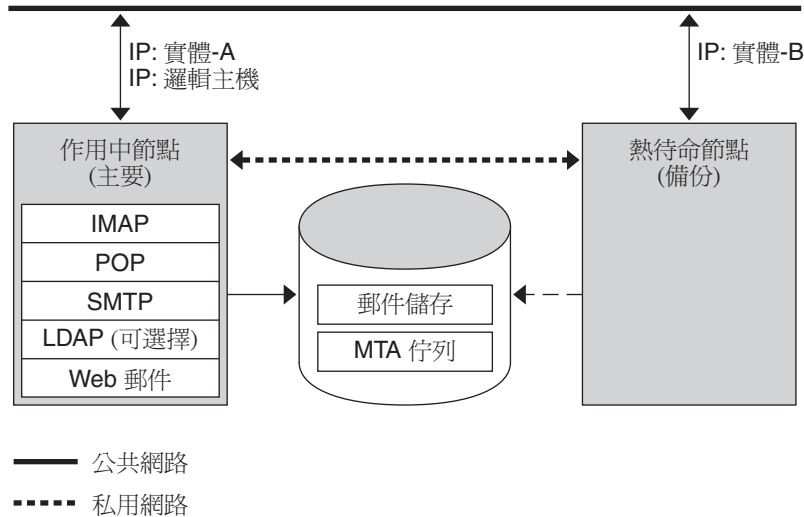 IP: 實體-A
IP: 邏輯主機
IP: 實體-B
作用中節點
(主要)
熱待命節點
(備份)
IMAP
POP
SMTP
LDAP (可選擇)
Web 郵件
郵件儲存
MTA 佇列
公共網路
私用網路